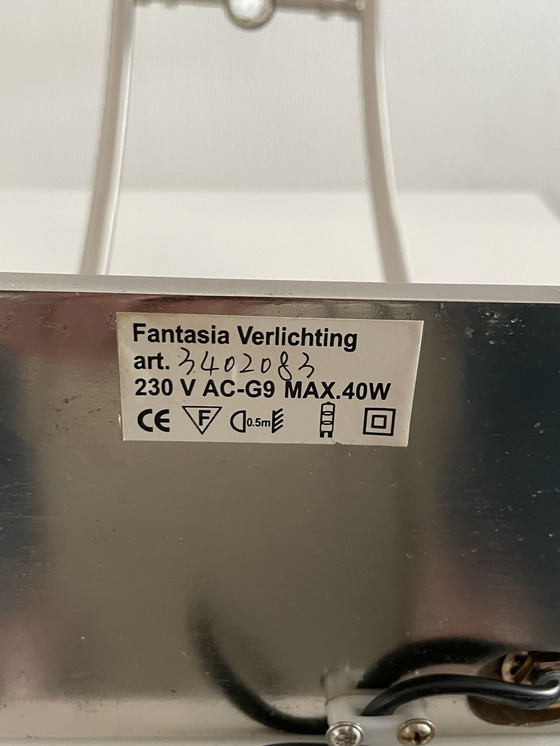 Fantasia Verlichting
art. 3402083
230 V AC-G9 MAX.40W
CE F 0.5m